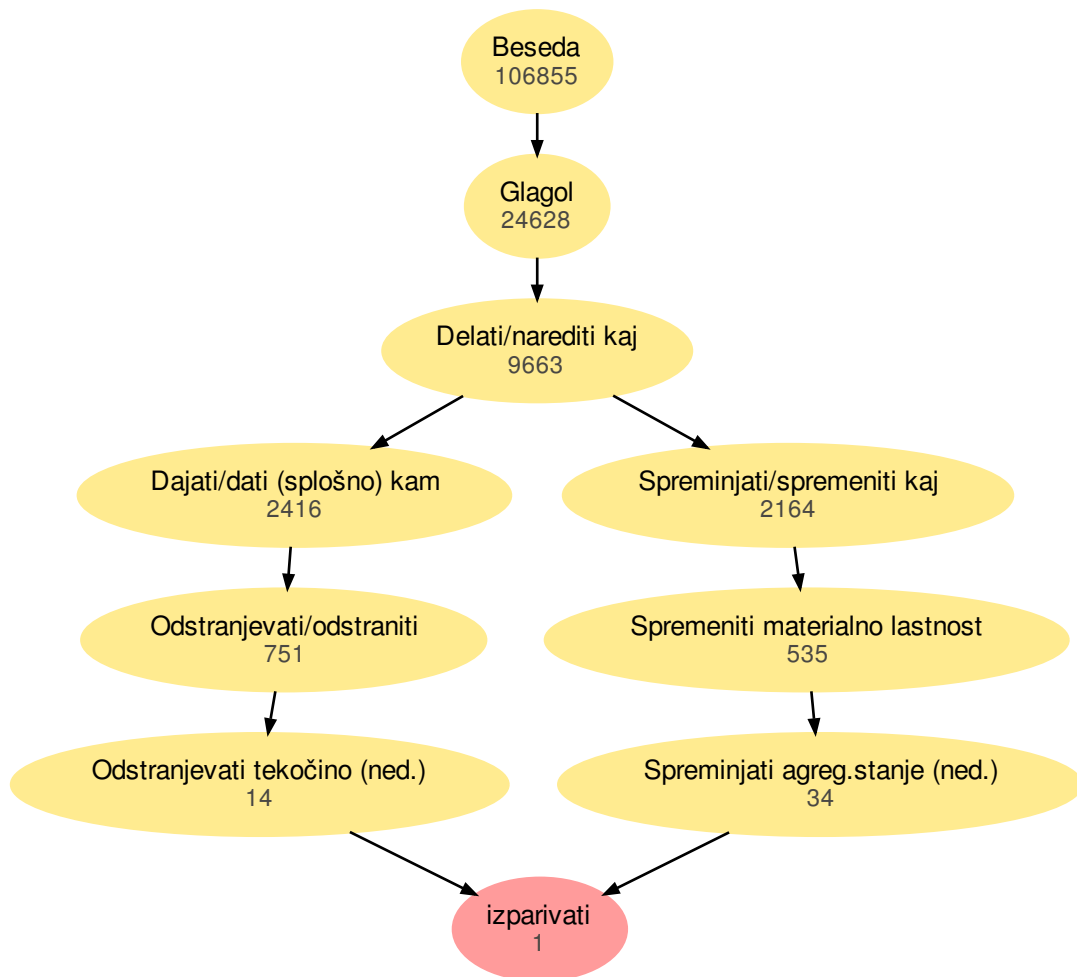 Beseda
106855
Glagol
24628
Delati/narediti kaj
9663
Dajati/dati (splošno) kam
2416
Spreminjati/spremeniti kaj
2164
Odstranjevati/odstraniti
751
Spremeniti materialno lastnost
535
Odstranjevati tekočino (ned.)
14
Spreminjati agreg.stanje (ned.)
34
izparivati
1